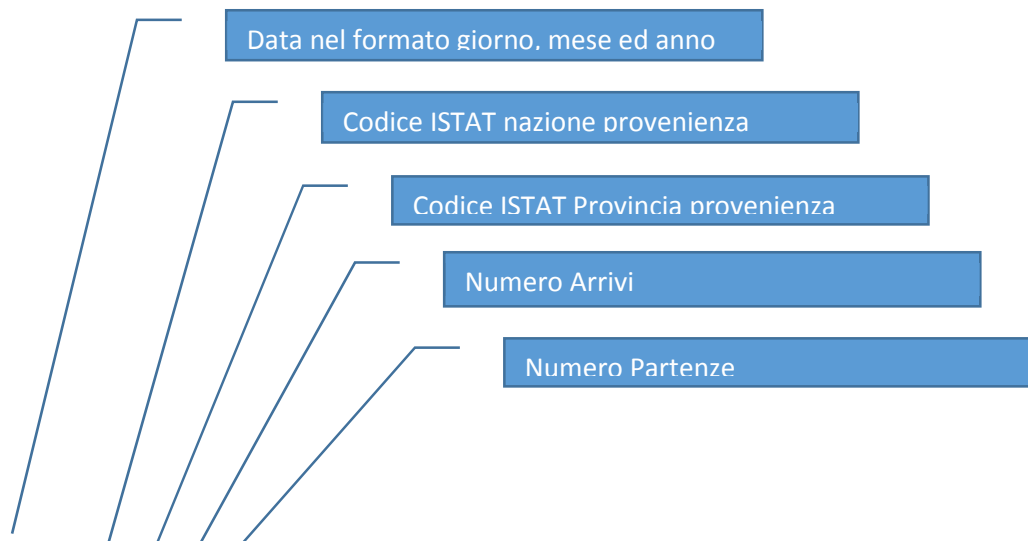 Data nel formato giorno, mese ed anno
Codice ISTAT nazione provenienza
Codice ISTAT Provincia provenienza
Numero Arrivi
Numero Partenze